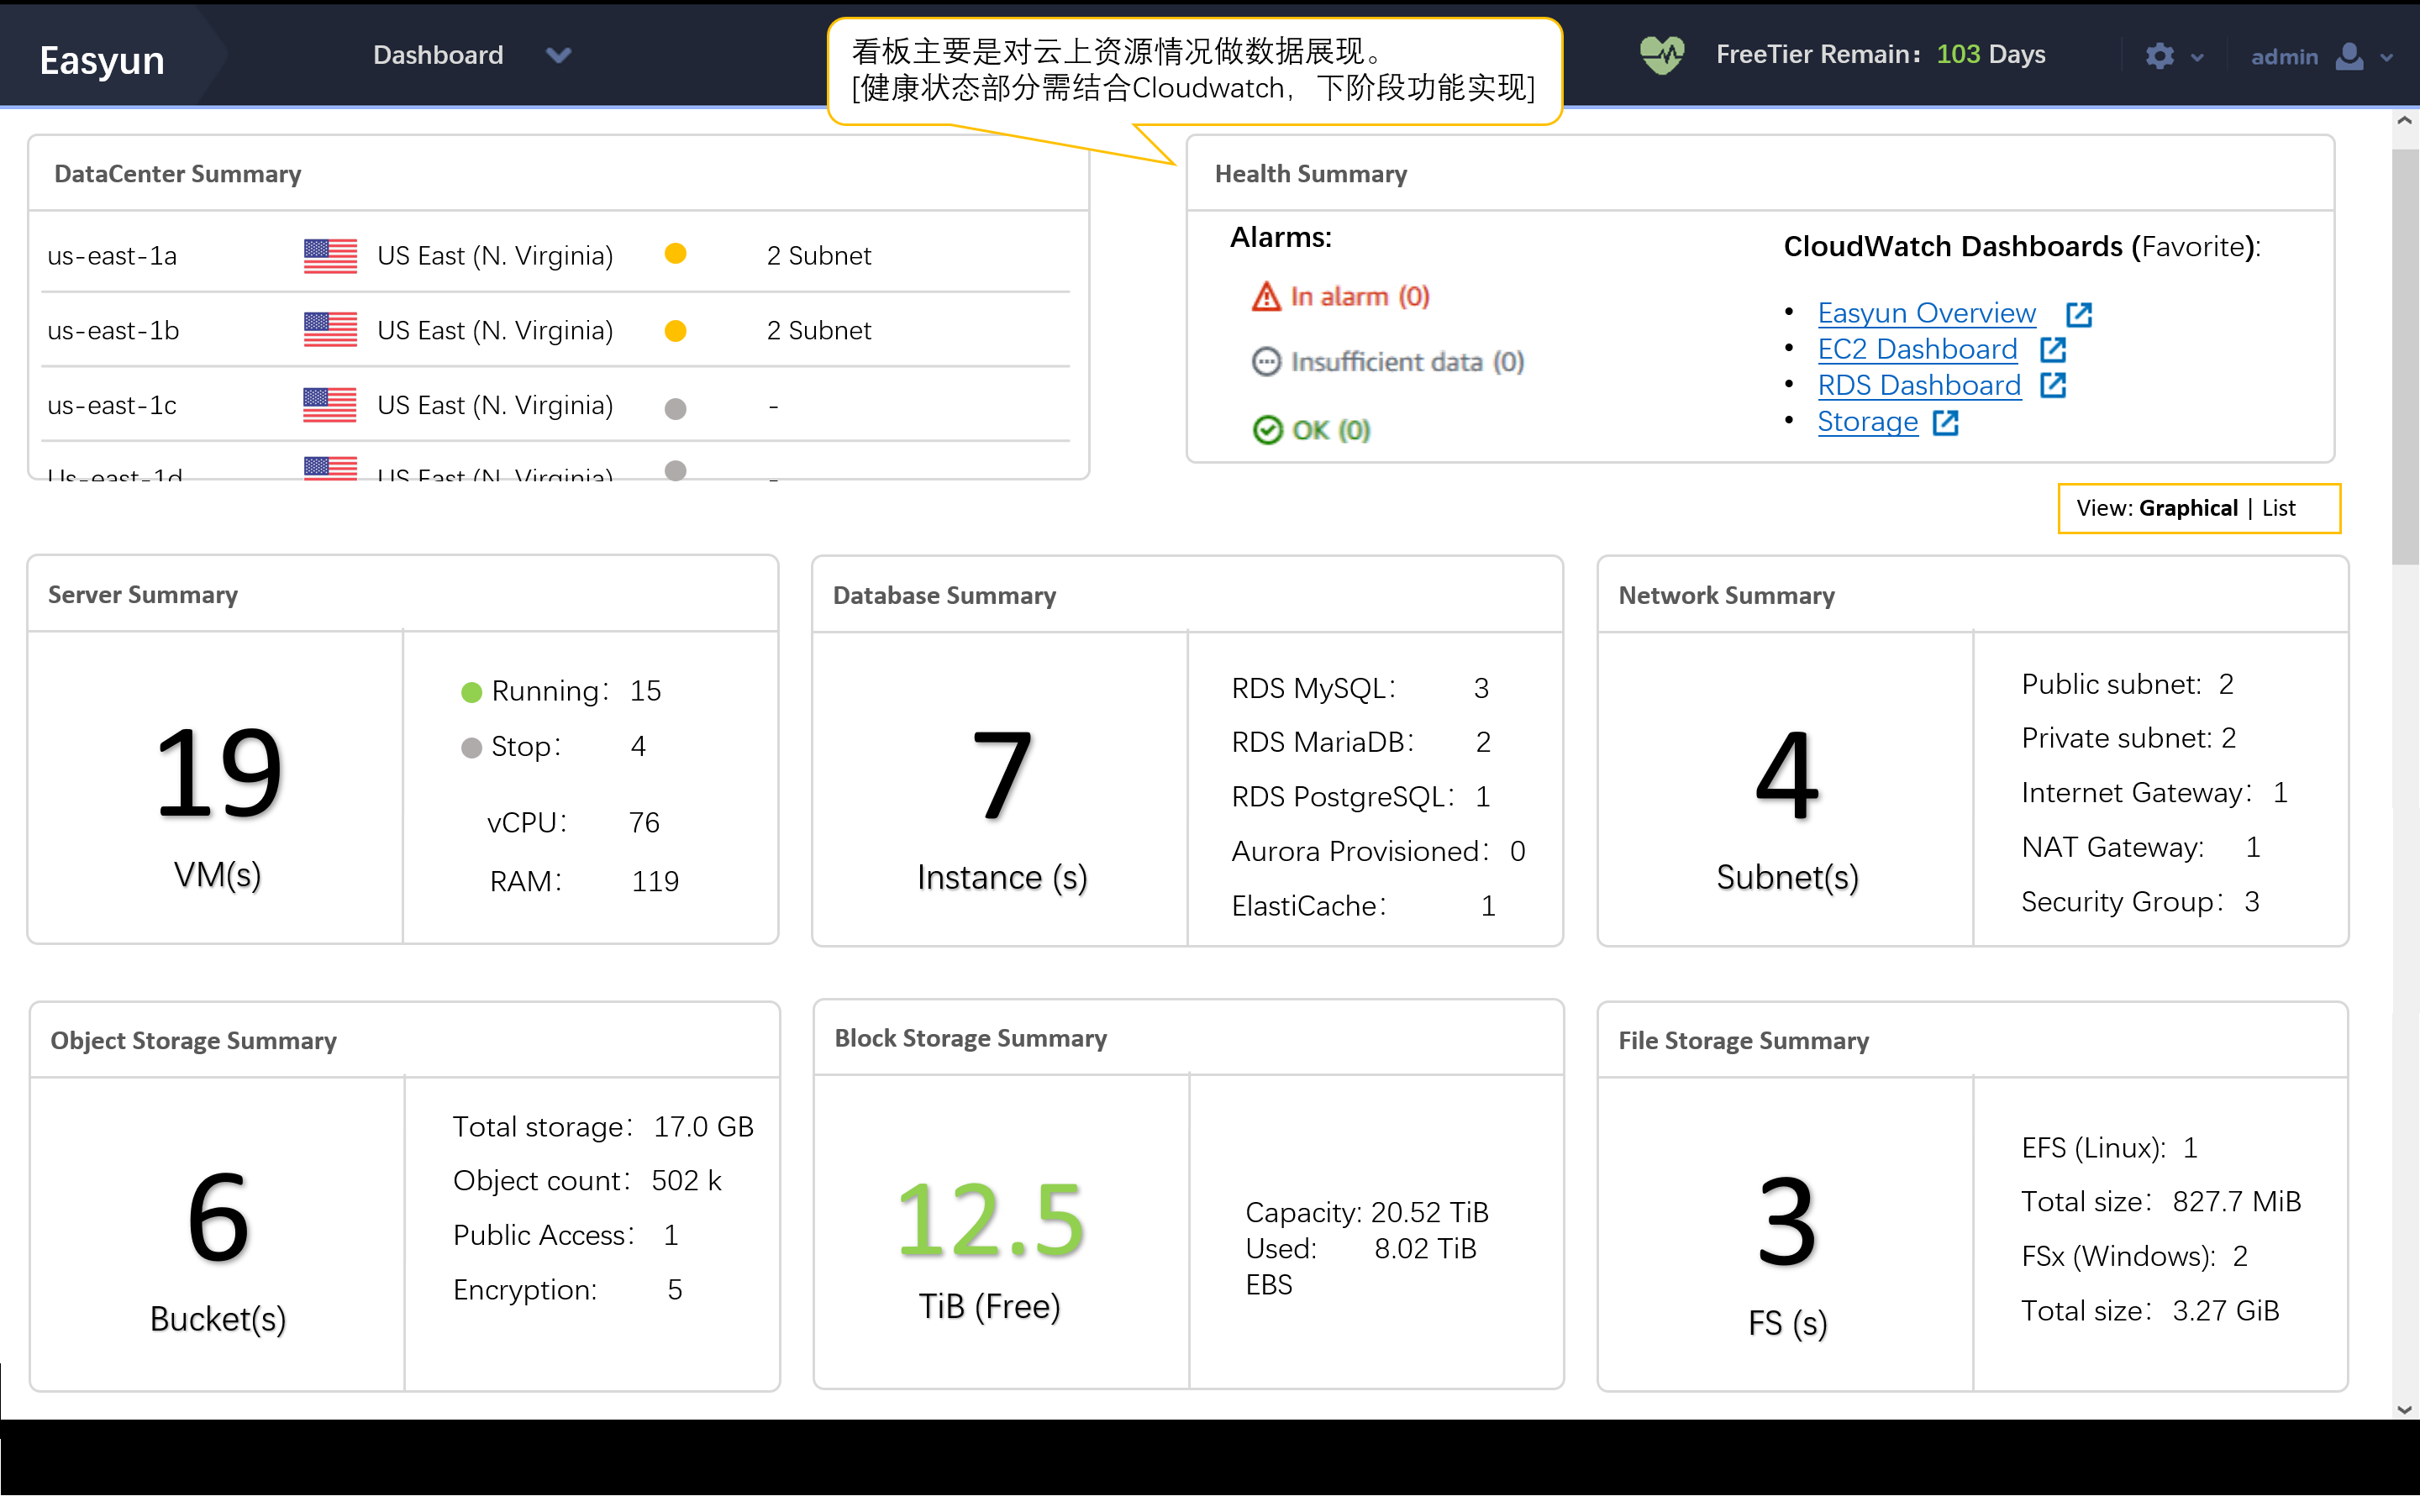 Easyun
Dashboard
看板主要是对云上资源情况做数据展现。
[健康状态部分需结合Cloudwatch，下阶段功能实现]
FreeTier Remain：103 Days
admin
DataCenter Summary
us-east-1a US East (N. Virginia) 2 Subnet
us-east-1b US East (N. Virginia) 2 Subnet
us-east-1c US East (N. Virginia) -
Us-east-1d US East (N. Virginia) -
Health Summary
Alarms:
In alarm (0)
Insufficient data (0)
OK (0)
CloudWatch Dashboards (Favorite):
• Easyun Overview
• EC2 Dashboard
• RDS Dashboard
• Storage
View: Graphical | List
Server Summary
19
VM(s)
Running： 15
Stop： 4
vCPU： 76
RAM： 119
Database Summary
7
Instance (s)
RDS MySQL： 3
RDS MariaDB： 2
RDS PostgreSQL： 1
Aurora Provisioned： 0
ElastiCache： 1
Network Summary
4
Subnet(s)
Public subnet: 2
Private subnet: 2
Internet Gateway： 1
NAT Gateway: 1
Security Group： 3
Object Storage Summary
6
Bucket(s)
Total storage： 17.0 GB
Object count： 502 k
Public Access： 1
Encryption: 5
Block Storage Summary
12.5
TiB (Free)
Capacity: 20.52 TiB
Used: 8.02 TiB
EBS
File Storage Summary
3
FS (s)
EFS (Linux): 1
Total size： 827.7 MiB
FSx (Windows): 2
Total size： 3.27 GiB